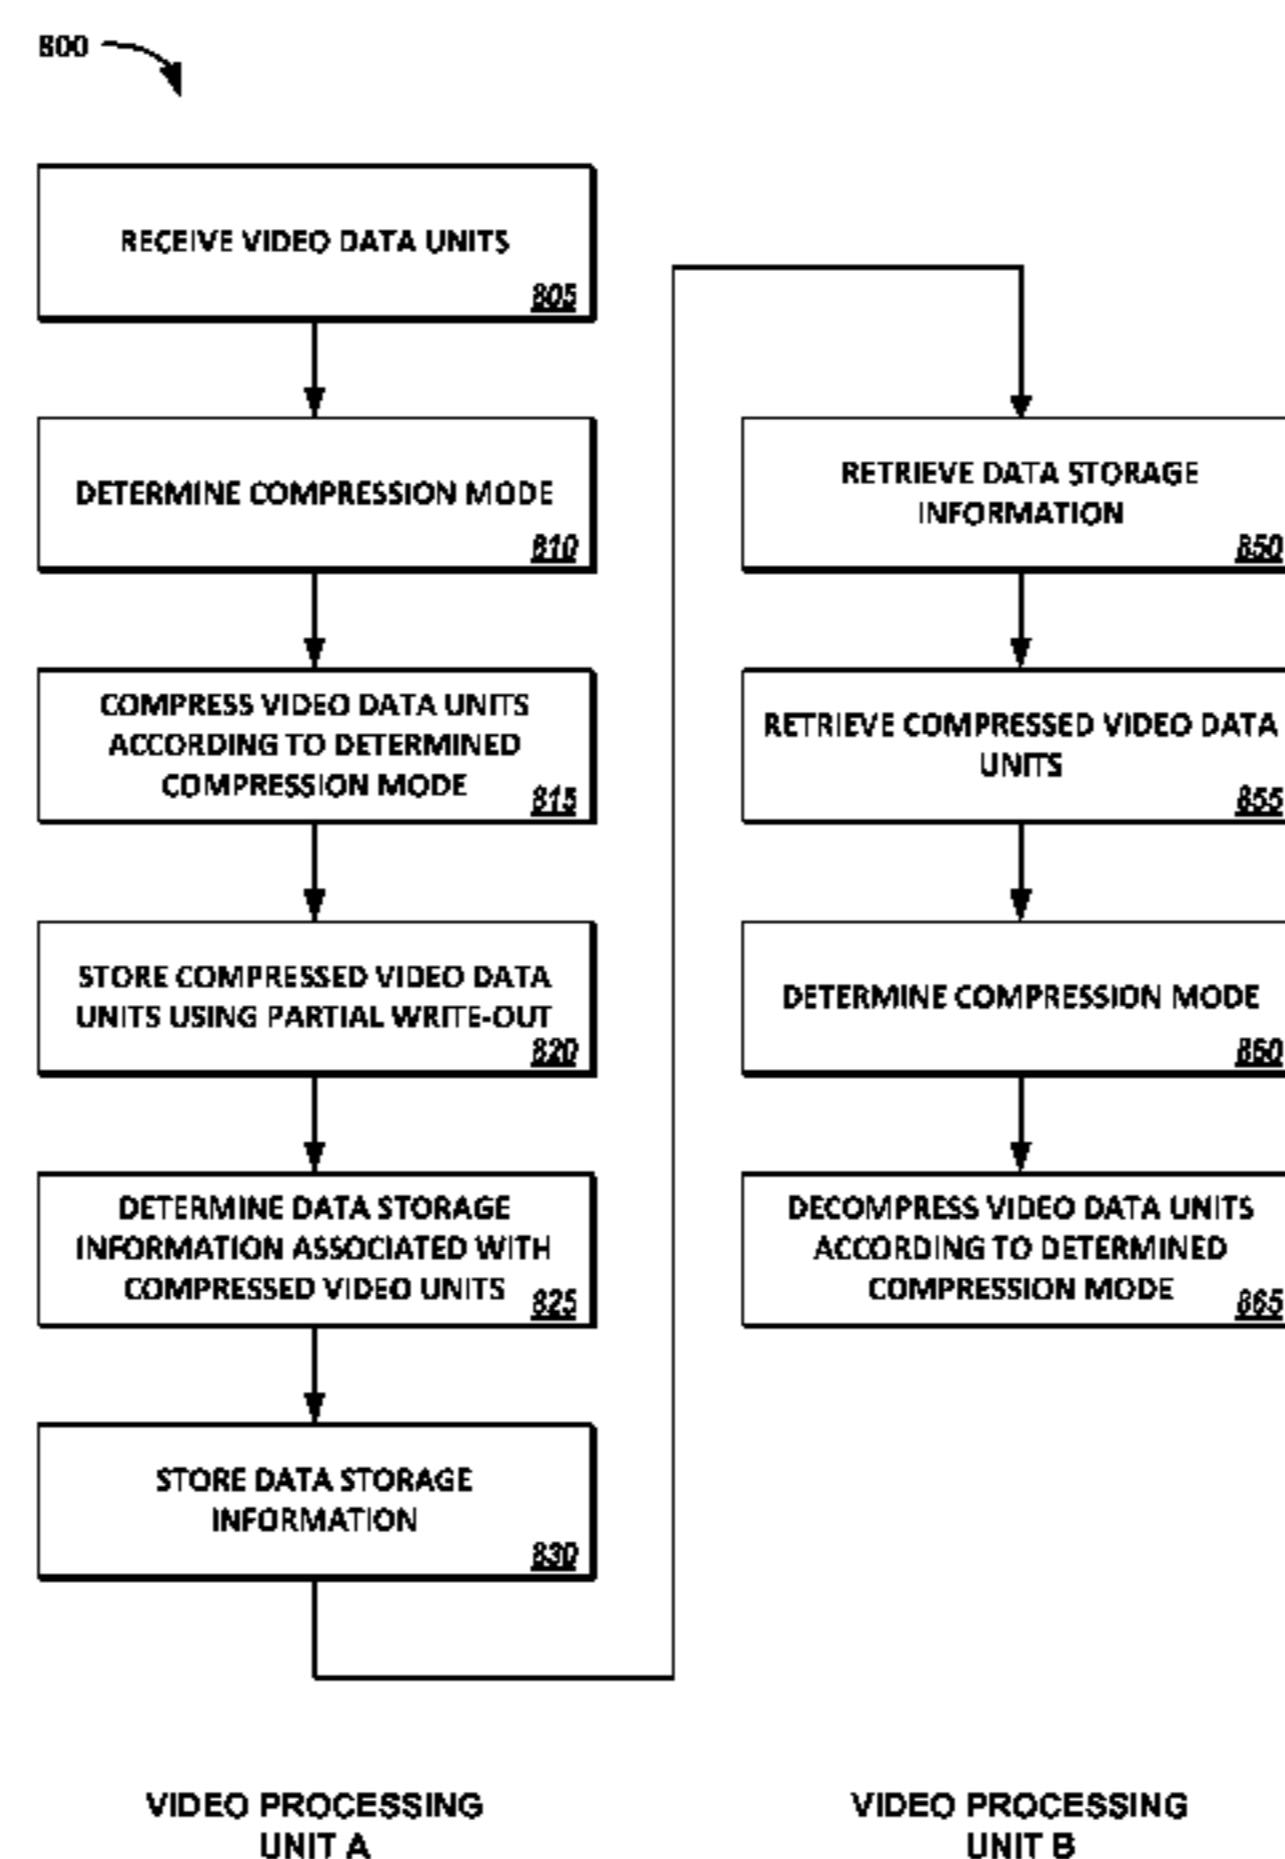 800
RECEIVE VIDEO DATA UNITS
805
DETERMINE COMPRESSION MODE
810
COMPRESS VIDEO DATA UNITS
ACCORDING TO DETERMINED
COMPRESSION MODE
815
STORE COMPRESSED VIDEO DATA
UNITS USING PARTIAL WRITE-OUT
820
DETERMINE DATA STORAGE
INFORMATION ASSOCIATED WITH
COMPRESSED VIDEO UNITS
825
STORE DATA STORAGE
INFORMATION
830
VIDEO PROCESSING
UNIT A
RETRIEVE DATA STORAGE
INFORMATION
850
RETRIEVE COMPRESSED VIDEO DATA
UNITS
855
DETERMINE COMPRESSION MODE
860
DECOMPRESS VIDEO DATA UNITS
ACCORDING TO DETERMINED
COMPRESSION MODE
865
VIDEO PROCESSING
UNIT B